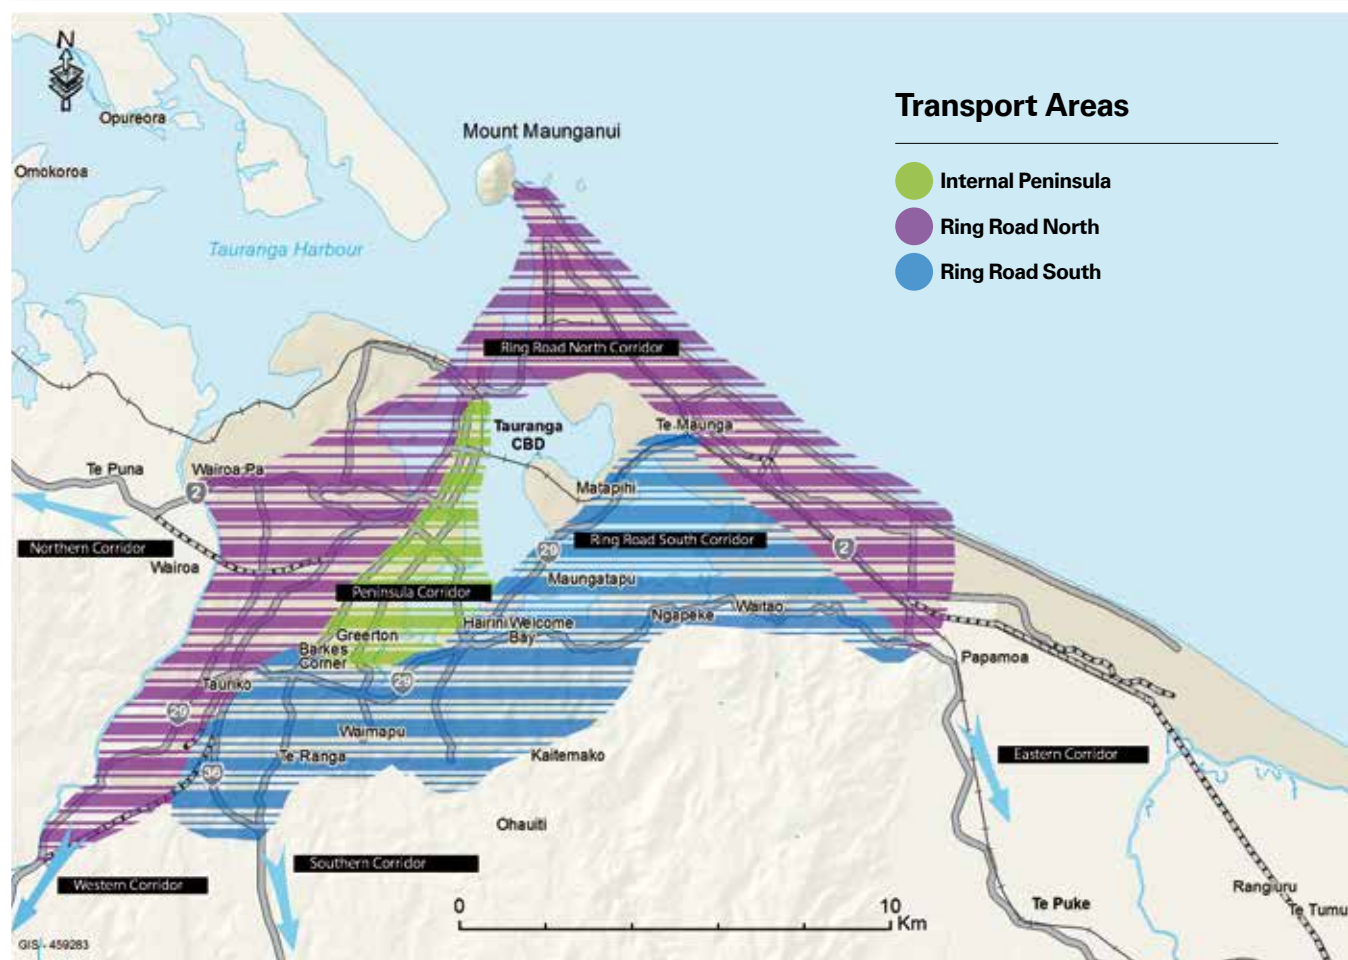 N
Opureora
Omokoroa
Mount Maunganui
Tauranga Harbour
Transport Areas
Internal Peninsula
Ring Road North
Ring Road South
Ring Road North Corridor
Tauranga
CBD
Te Maunga
Te Puna
Wairoa Pa
2
Matapihi
Northern Corridor
Wairoa
29
Ring Road South Corridor
2
Maungatapu
Peninsula Corridor
Ngapeke
Waitao
Hairini
Welcome
Bay
Greerton
Barkes
Corner
Papamoa
Tauriko
29
29
Waimapu
Te Ranga
Kaitemako
Eastern Corridor
36
Ohauiti
Southern Corridor
Western Corridor
0
10
Km
Te Puke
Rangiuru
Te Tumu
GIS - 459283